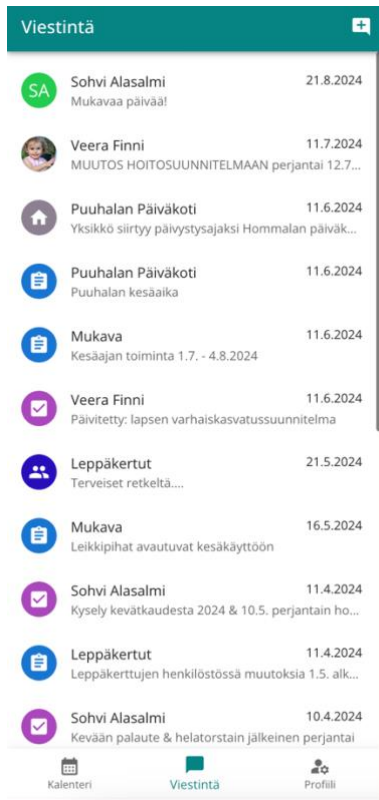 Viestintä
SA
Sohvi Alasalmi 21.8.2024
Mukavaa päivää!
Veera Finni 11.7.2024
MUUTOS HOITOSUUNNITELMAAN perjantai 12.7...
Puuhalan Päiväkoti 11.6.2024
Yksikkö siirtyy päivystysajaksi Hommalan päiväk...
Puuhalan Päiväkoti 11.6.2024
Puuhalan kesäaika
Mukava 11.6.2024
Kesäajan toiminta 1.7. - 4.8.2024
Veera Finni 11.6.2024
Päivitetty: lapsen varhaiskasvatussuunnitelma
Leppäkertut 21.5.2024
Terveiset retkeltä....
Mukava 16.5.2024
Leikkipihat avautuvat kesäkäyttöön
Sohvi Alasalmi 11.4.2024
Kysely kevätkaudesta 2024 & 10.5. perjantain ho...
Leppäkertut 11.4.2024
Leppäkerttujen henkilöstössä muutoksia 1.5. alk...
Sohvi Alasalmi 10.4.2024
Kevään palaute & helatorstain jälkeinen perjantai
Kalenteri Viestintä Profiili